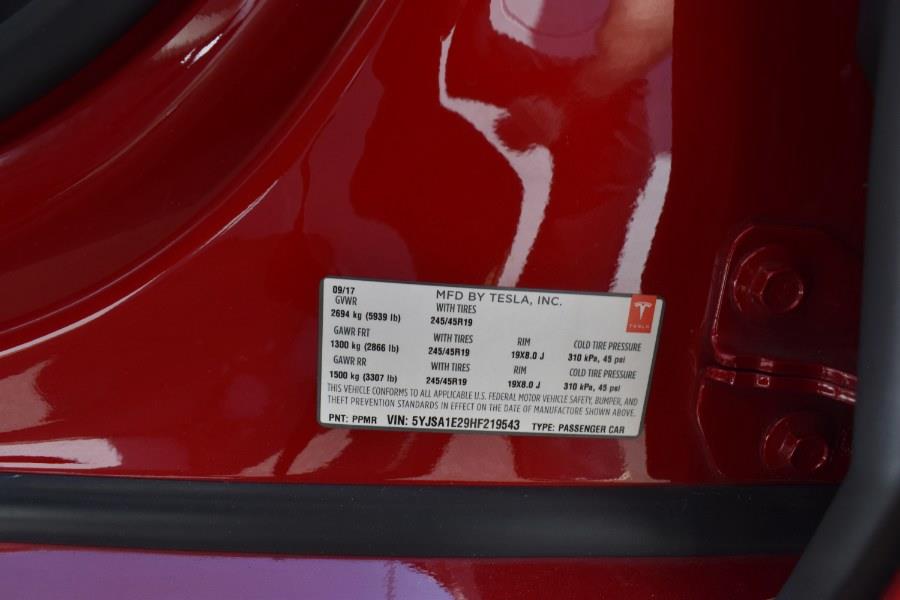 09/17 MFD BY TESLA, INC.
GVWR WITH TIRES
2694 kg (5939 lb) 245/45R19
TESLA
GAWR FRT WITH TIRES RIM COLD TIRE PRESSURE
1300 kg (2866 lb) 245/45R19 19X8.0 J 310 kPa, 45 psi
GAWR RR WITH TIRES RIM COLD TIRE PRESSURE
1500 kg (3307 lb) 245/45R19 19X8.0 J 310 kPa, 45 psi
THIS VEHICLE CONFORMS TO ALL APPLICABLE U.S. FEDERAL MOTOR VEHICLE SAFETY, BUMPER, AND
THEFT PREVENTION STANDARDS IN EFFECT ON THE DATE OF MANUFACTURE SHOWN ABOVE.
PNT: PPMR VIN: 5YJSA1E29HF219543 TYPE: PASSENGER CAR